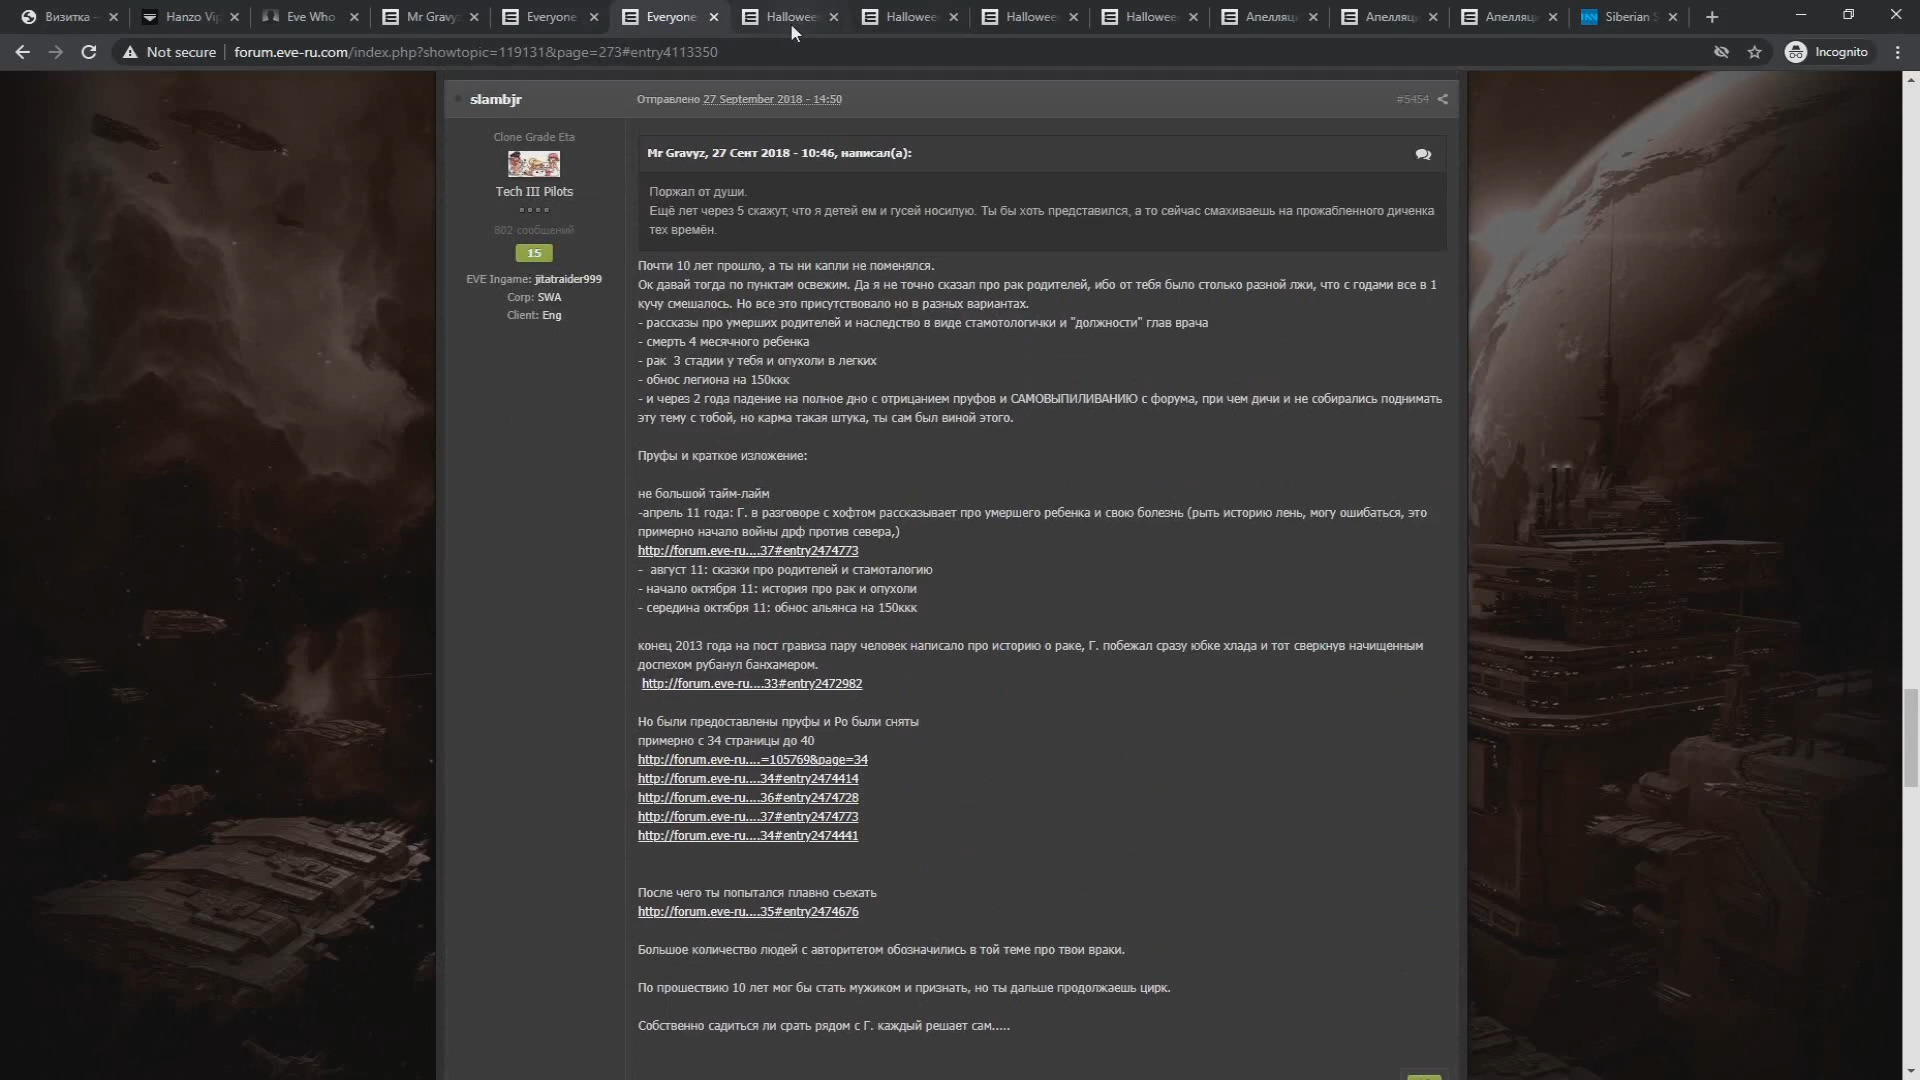 Визитка -
Hanzo Vip
Eve Who
Mr Gravyz
Everyone
Everyone
Hallowee
Hallowee
Hallowee
Hallowee
Апелляц
Апелляц
Апелляц
Siberian S
Not secure
forum.eve-ru.com/index.php?showtopic=119131&page=273#entry4113350
Incognito
slambjr
Отправлено 27 September 2018 - 14:50
#5454
Clone Grade Eta
Tech III Pilots
802 сообщений
15
EVE Ingame: jitatraider999
Corp: SWA
Client: Eng
Mr Gravyz, 27 Сент 2018 - 10:46, написал(а):
Поржал от души.
Ещё лет через 5 скажут, что я детей ем и гусей носилую. Ты бы хоть представился, а то сейчас смахиваешь на прожабленного диченка
тех времён.
Почти 10 лет прошло, а ты ни капли не поменялся.
Ок давай тогда по пунктам освежим. Да я не точно сказал про рак родителей, ибо от тебя было столько разной лжи, что с годами все в 1
кучу смешалось. Но все это присутствовало но в разных вариантах.
- рассказы про умерших родителей и наследство в виде стамотологички и "должности" глав врача
- смерть 4 месячного ребенка
- рак 3 стадии у тебя и опухоли в легких
- обнос легиона на 150ккк
- и через 2 года падение на полное дно с отрицанием пруфов и САМОВЫПИЛИВАНИЮ с форума, при чем дичи и не собирались поднимать
эту тему с тобой, но карма такая штука, ты сам был виной этого.
Пруфы и краткое изложение:
не большой тайм-лайм
-апрель 11 года: Г. в разговоре с хофтом рассказывает про умершего ребенка и свою болезнь (рыть историю лень, могу ошибаться, это
примерно начало войны дрф против севера,)
http://forum.eve-ru....37#entry2474773
- август 11: сказки про родителей и стамоталогию
- начало октября 11: история про рак и опухоли
- середина октября 11: обнос альянса на 150ккк
конец 2013 года на пост гравиза пару человек написало про историю о раке, Г. побежал сразу юбке хлада и тот сверкнув начищенным
доспехом рубанул банхамером.
http://forum.eve-ru....33#entry2472982
Но были предоставлены пруфы и Ро были сняты
примерно с 34 страницы до 40
http://forum.eve-ru....=105769&page=34
http://forum.eve-ru....34#entry2474414
http://forum.eve-ru....36#entry2474728
http://forum.eve-ru....37#entry2474773
http://forum.eve-ru....34#entry2474441
После чего ты попытался плавно съехать
http://forum.eve-ru....35#entry2474676
Большое количество людей с авторитетом обозначились в той теме про твои враки.
По прошествию 10 лет мог бы стать мужиком и признать, но ты дальше продолжаешь цирк.
Собственно садиться ли срать рядом с Г. каждый решает сам.....